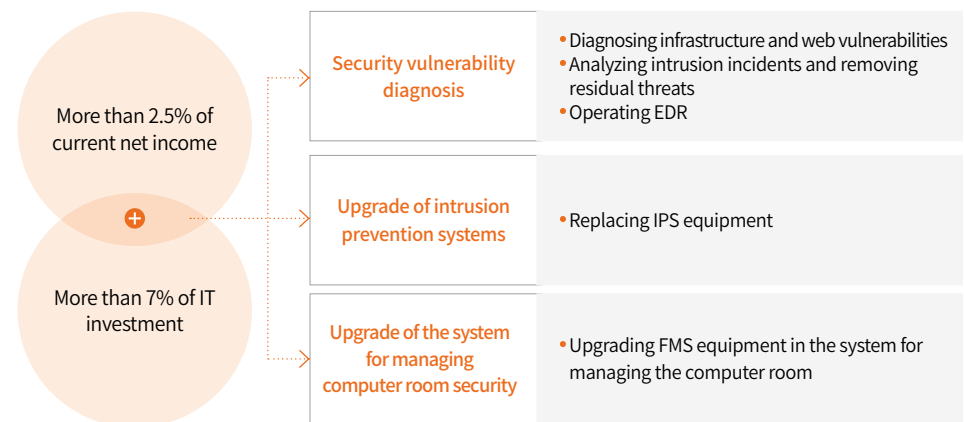 More than 2.5% of
current net income
More than 7% of IT
investment
Security vulnerability
diagnosis
• Diagnosing infrastructure and web vulnerabilities
• Analyzing intrusion incidents and removing
residual threats
• Operating EDR
Upgrade of intrusion
prevention systems
• Replacing IPS equipment
Upgrade of the system
for managing
computer room security
• Upgrading FMS equipment in the system for
managing the computer room